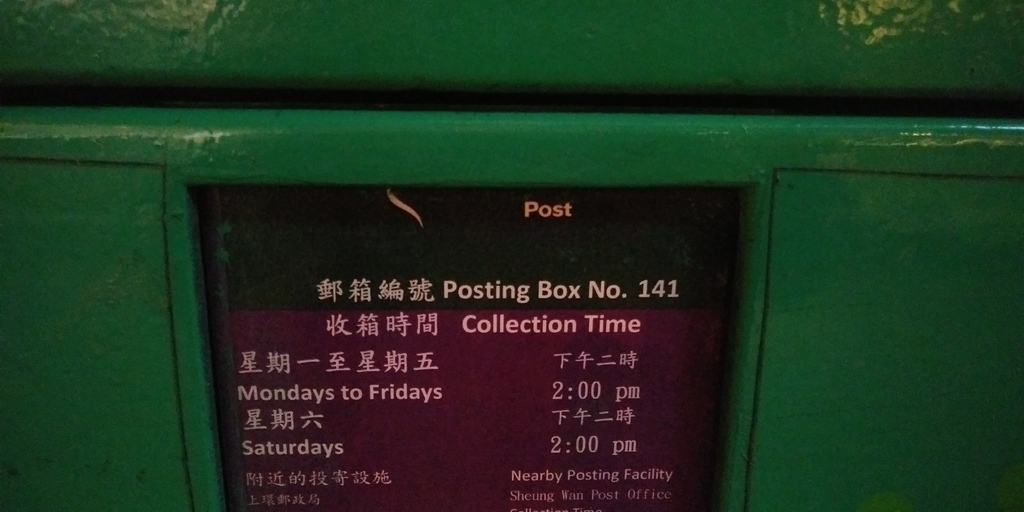 Post
郵箱編號 Posting Box No. 141
收箱時間 Collection Time
星期一至星期五 下午二時
Mondays to Fridays 2:00 pm
星期六 下午二時
Saturdays 2:00 pm
附近的投寄設施 Nearby Posting Facility
上環郵政局 Sheung Wan Post Office
Collection Time